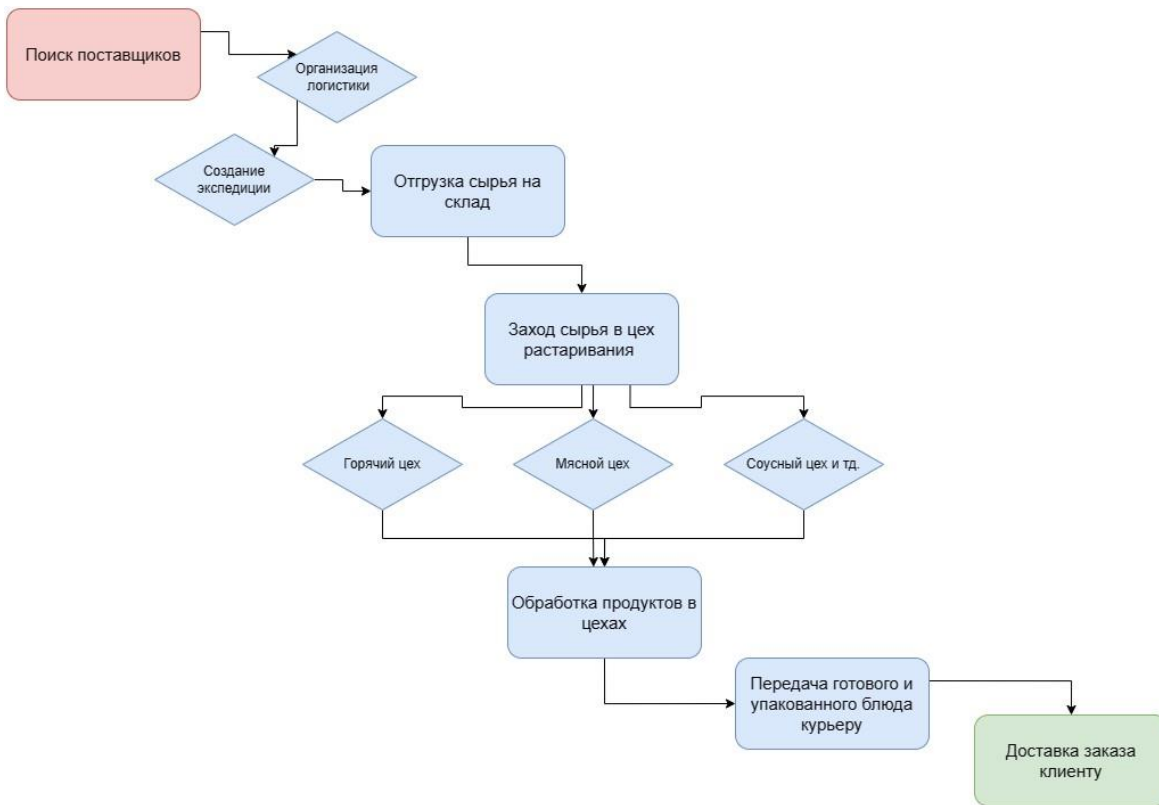 Поиск поставщиков
Организация
логистики
Создание
экспедиции
Отгрузка сырья на
склад
Заход сырья в цех
растаривания
Горячий цех
Мясной цех
Соусный цех и тд.
Обработка продуктов в
цехах
Передача готового и
упакованного блюда
курьеру
Доставка заказа
клиенту